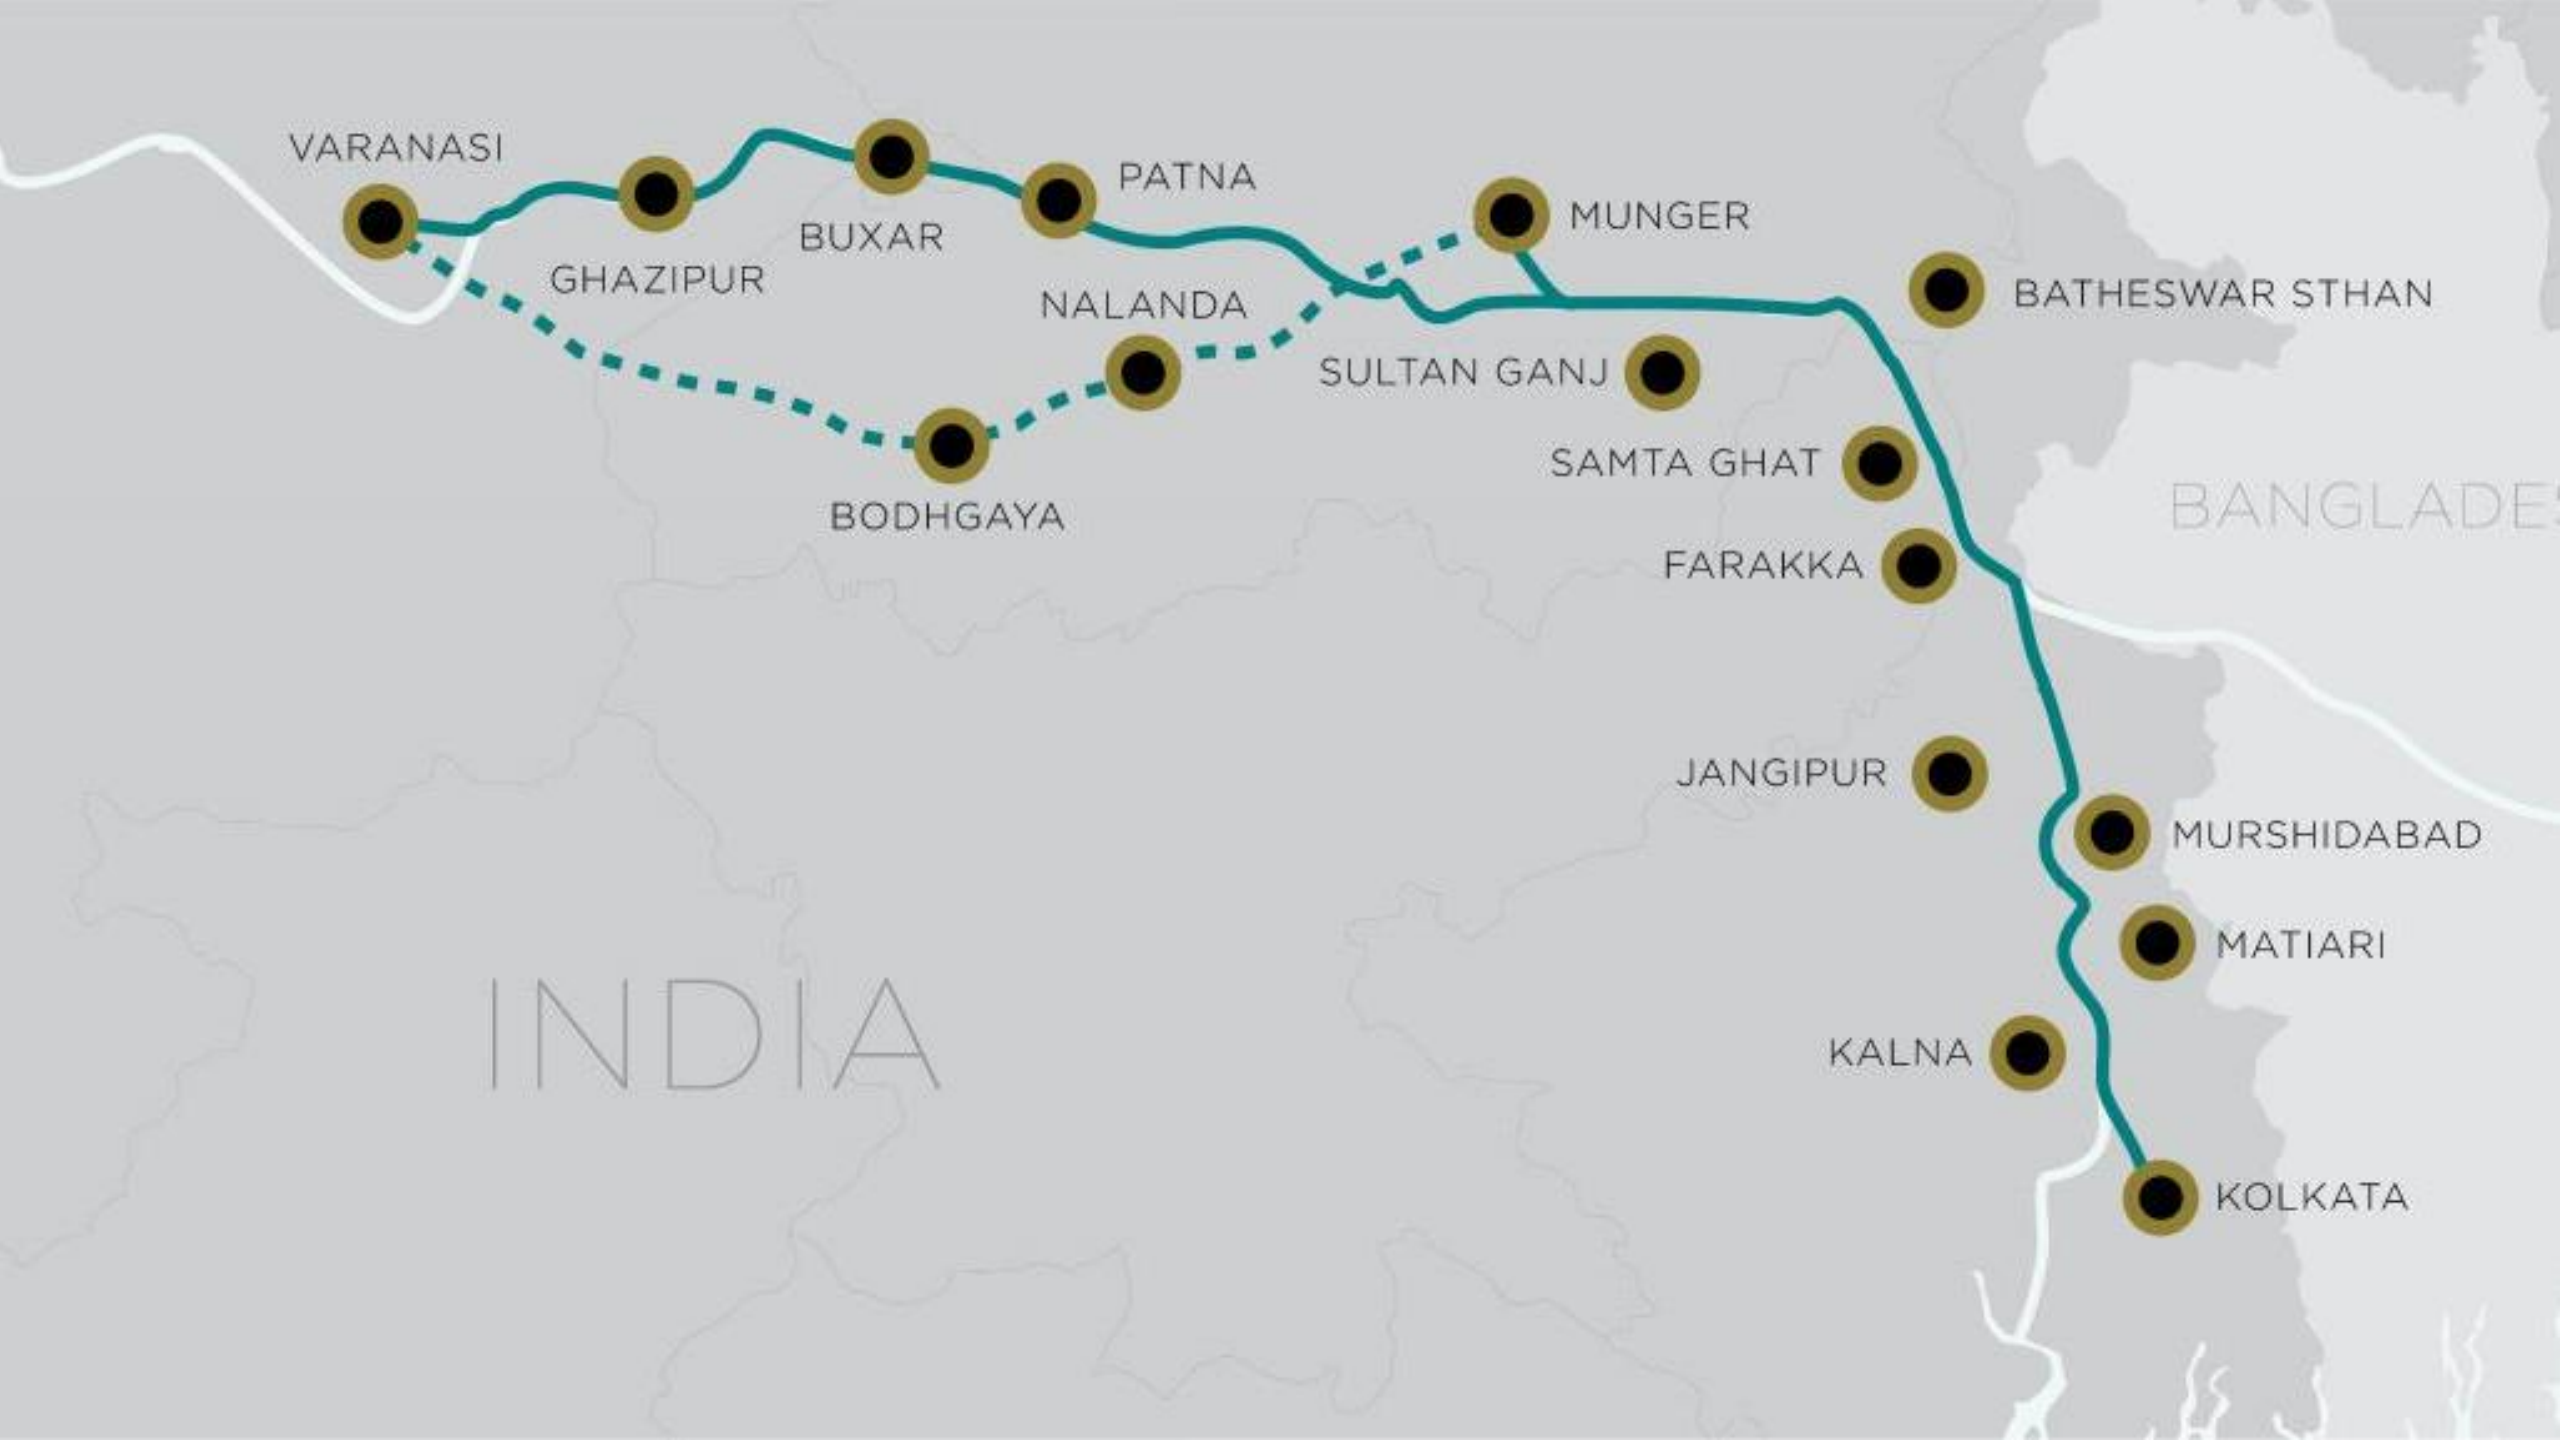 VARANASI
GHAZIPUR
BUXAR
PATNA
NALANDA
BODHGAYA
MUNGER
SULTAN GANJ
BATHESWAR STHAN
SAMTA GHAT
FARAKKA
BANGLADES
JANGIPUR
MURSHIDABAD
MATIARI
INDIA
KALNA
KOLKATA